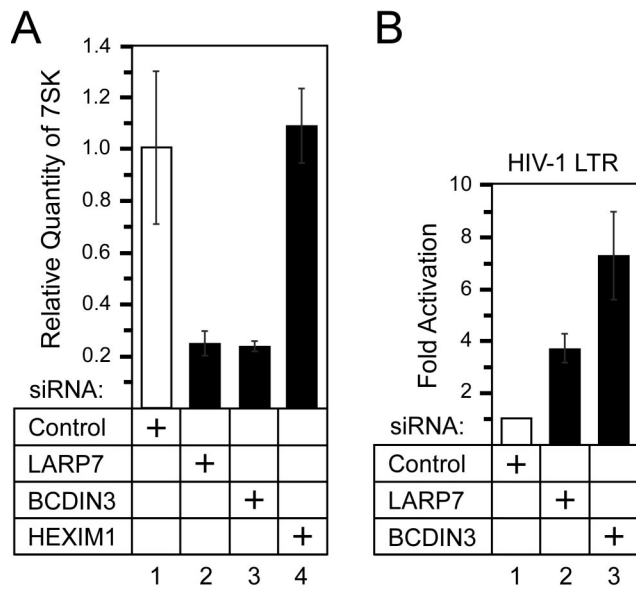 A
Relative Quantity of 7SK
1.4
1.2
1.0
0.8
0.6
0.4
0.2
siRNA:
Control +
LARP7 +
BCDIN3 +
HEXIM1 +
1 2 3 4
B
HIV-1 LTR
Fold Activation
10
8
6
4
2
siRNA:
Control +
LARP7 +
BCDIN3 +
1 2 3